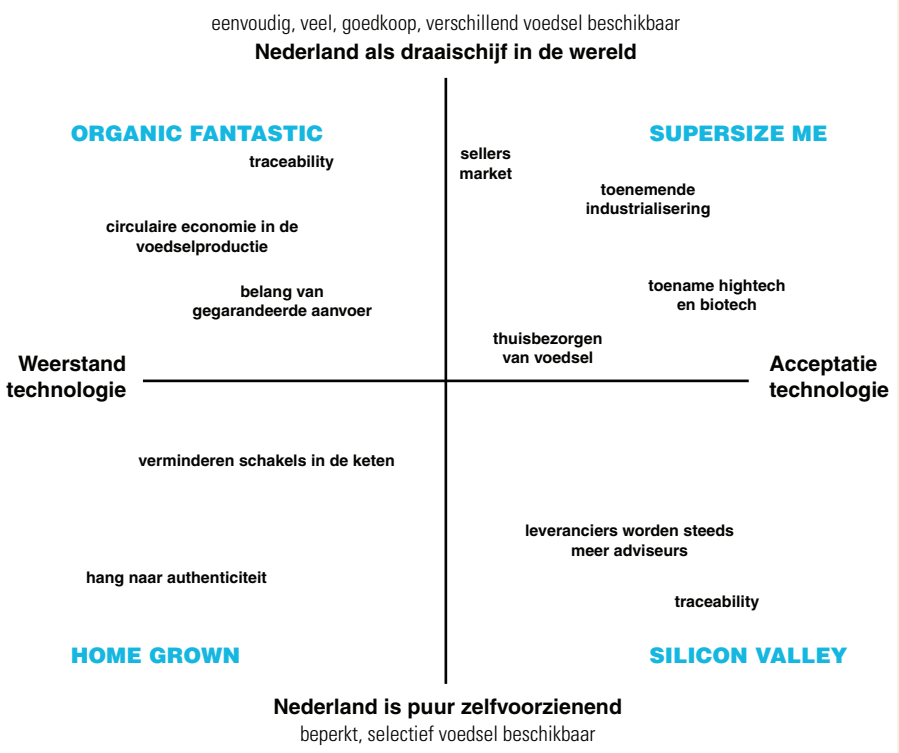 eenvoudig, veel, goedkoop, verschillend voedsel beschikbaar
Nederland als draaischijf in de wereld
ORGANIC FANTASTIC
SUPERSIZE ME
traceability
sellers
market
toenemende
industrialisering
circulaire economie in de
voedselproductie
belang van
gegarandeerde aanvoer
toename hightech
en biotech
thuisbezorgen
van voedsel
Weerstand
technologie
Acceptatie
technologie
verminderen schakels in de keten
leveranciers worden steeds
meer adviseurs
hang naar authenticiteit
traceability
HOME GROWN
SILICON VALLEY
Nederland is puur zelfvoorzienend
beperkt, selectief voedsel beschikbaar